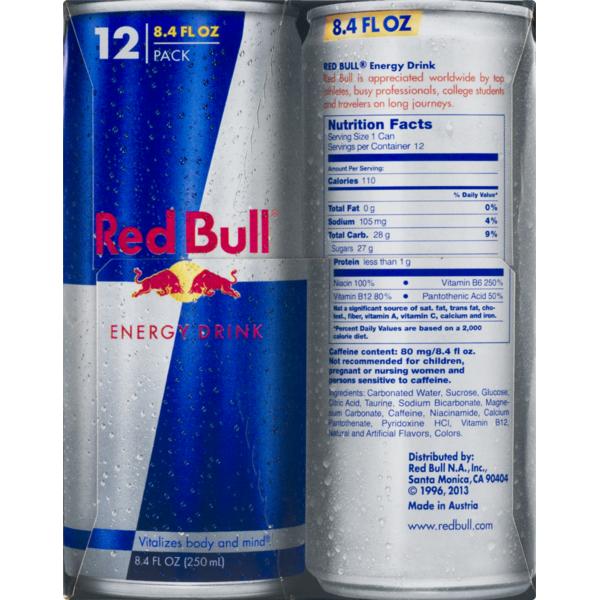 12
8.4 FL OZ
PACK
Red Bull®
ENERGY DRINK
Vitalizes body and mind®
8.4 FL OZ (250 mL)
8.4 FL OZ
RED BULL® Energy Drink
Red Bull is appreciated worldwide by top
athletes, busy professionals, college students
and travelers on long journeys.
Nutrition Facts
Serving Size 1 Can
Servings per Container 12
Amount Per Serving:
Calories 110
% Daily Value*
Total Fat 0 g 0%
Sodium 105 mg 4%
Total Carb. 28 g 9%
Sugars 27 g
Protein less than 1 g
Niacin 100% • Vitamin B6 250%
Vitamin B12 80% • Pantothenic Acid 50%
Not a significant source of sat. fat, trans fat, cho-
lest., fiber, vitamin A, vitamin C, calcium and iron.
*Percent Daily Values are based on a 2,000
calorie diet.
Caffeine content: 80 mg/8.4 fl. oz.
Not recommended for children,
pregnant or nursing women and
persons sensitive to caffeine.
Ingredients: Carbonated Water, Sucrose, Glucose,
Citric Acid, Taurine, Sodium Bicarbonate, Magne-
sium Carbonate, Caffeine, Niacinamide, Calcium
Pantothenate, Pyridoxine HCl, Vitamin B12,
Natural and Artificial Flavors, Colors.
Distributed by:
Red Bull N.A., Inc.,
Santa Monica, CA 90404
© 1996, 2013
Made in Austria
www.redbull.com